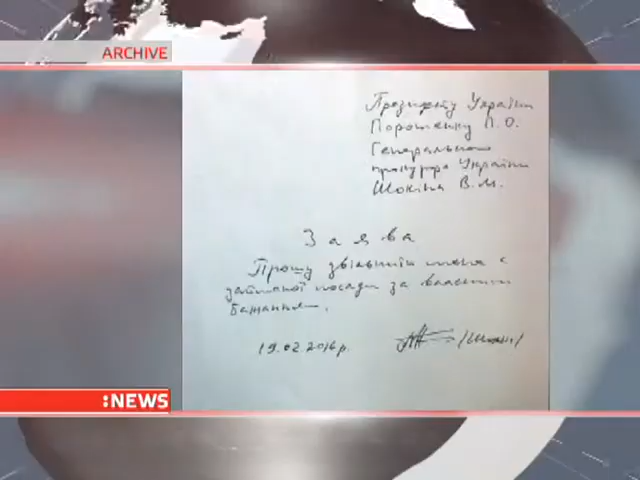 ARCHIVE
Президенту України
Порошенку П.О.
Генерального
прокурора України
Шокіна В.М.
Заява
Прошу звільнити мене з
займаної посади за власним
бажанням.
19.02.2016р. /Шокін/
:NEWS